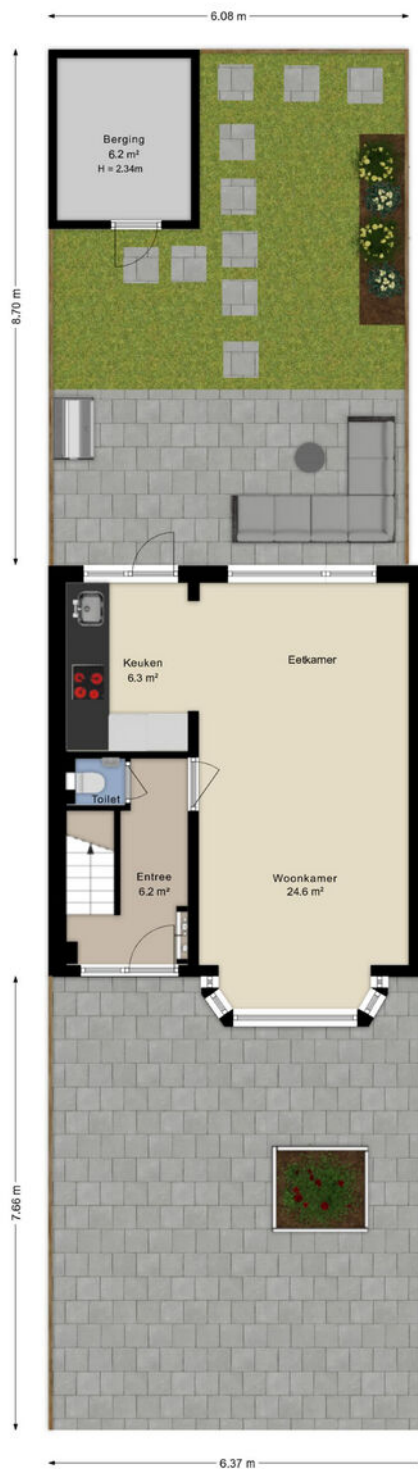 6.08 m
Berging
6.2 m²
H = 2.34m
8.70 m
Keuken
6.3 m²
Eetkamer
Toilet
Entree
6.2 m²
Woonkamer
24.6 m²
7.66 m
6.37 m